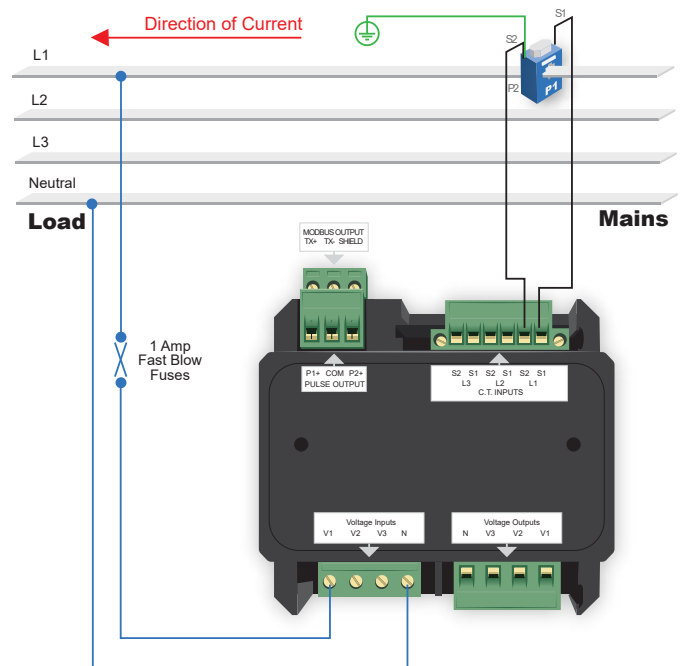 Direction of Current
S1
S2
L1
P2
P1
L2
L3
Neutral
Load
Mains
MODBUS OUTPUT
TX+ TX- SHIELD
1 Amp
Fast Blow
Fuses
P1+ COM P2+
PULSE OUTPUT
S2 S1 S2 S1 S2 S1
L3 L2 L1
C.T. INPUTS
Voltage Inputs
V1 V2 V3 N
Voltage Outputs
N V3 V2 V1